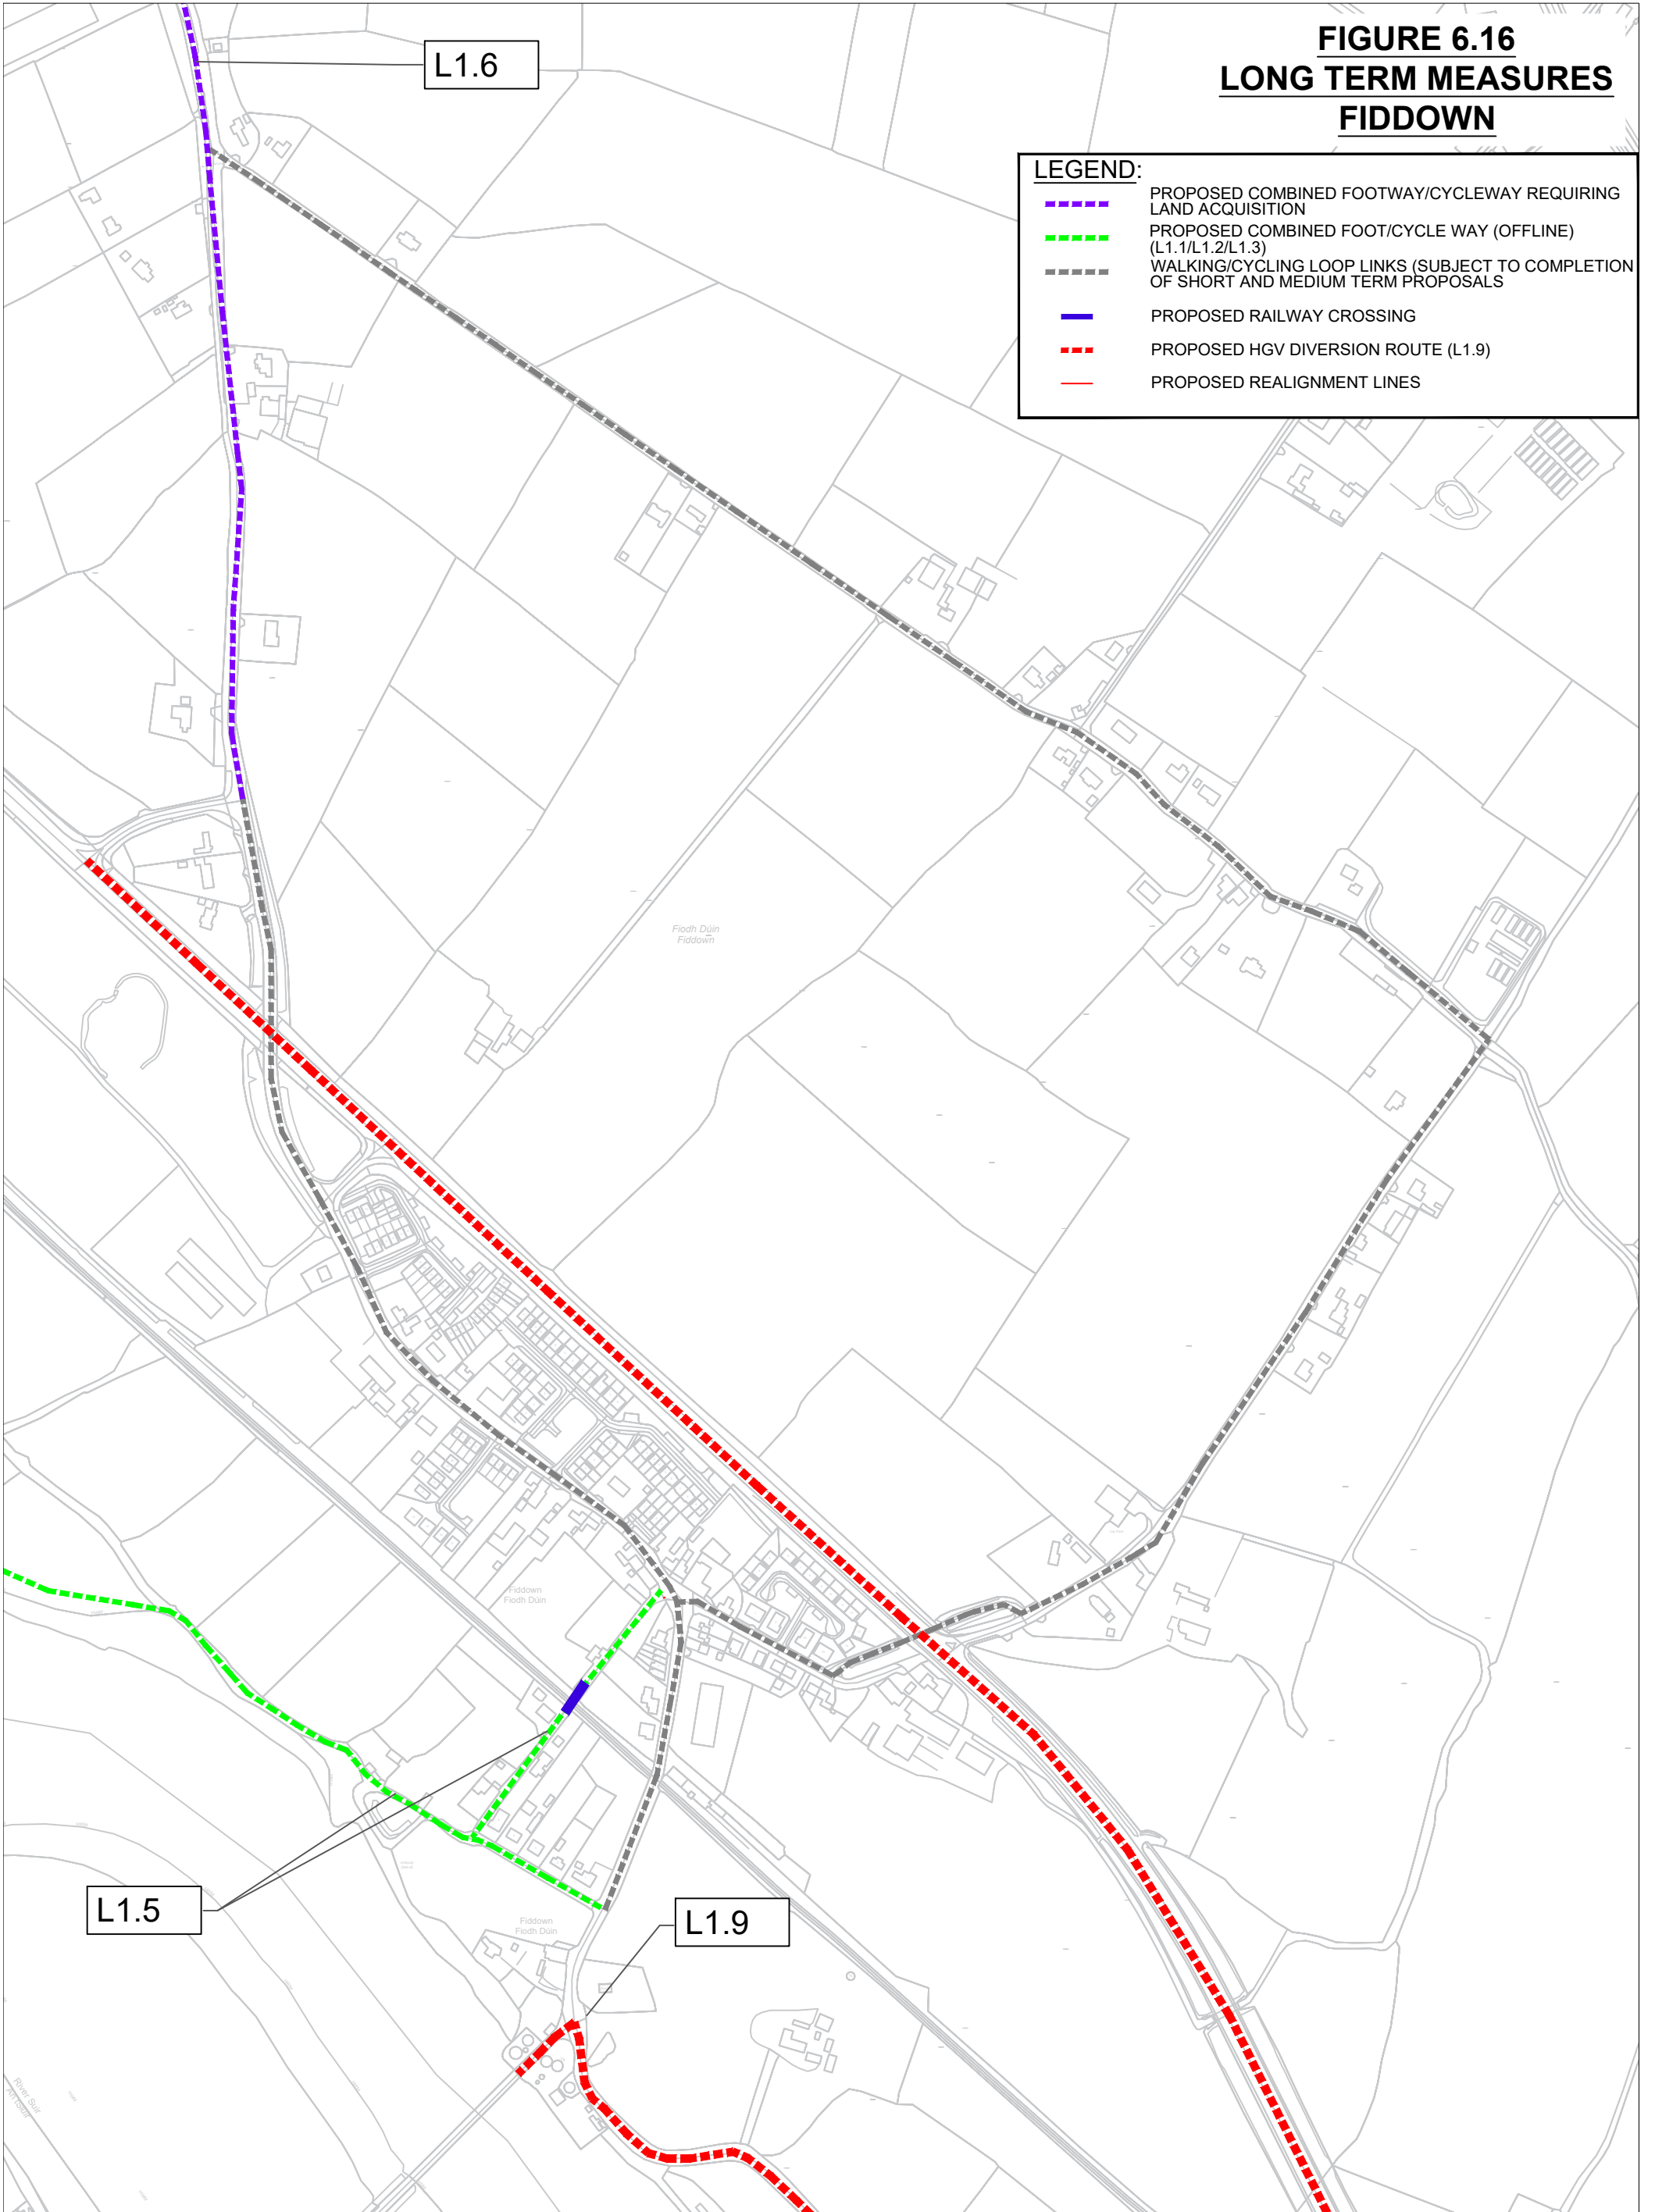 FIGURE 6.16
LONG TERM MEASURES
FIDDOWN
L1.6
LEGEND:
PROPOSED COMBINED FOOTWAY/CYCLEWAY REQUIRING
LAND ACQUISITION
PROPOSED COMBINED FOOT/CYCLE WAY (OFFLINE)
(L1.1/L1.2/L1.3)
WALKING/CYCLING LOOP LINKS (SUBJECT TO COMPLETION
OF SHORT AND MEDIUM TERM PROPOSALS
PROPOSED RAILWAY CROSSING
PROPOSED HGV DIVERSION ROUTE (L1.9)
PROPOSED REALIGNMENT LINES
Fiodh Dúin
Fiddown
Fiddown
Fiodh Dúin
L1.5
L1.9
Fiddown
Fiodh Dúin
River Suir